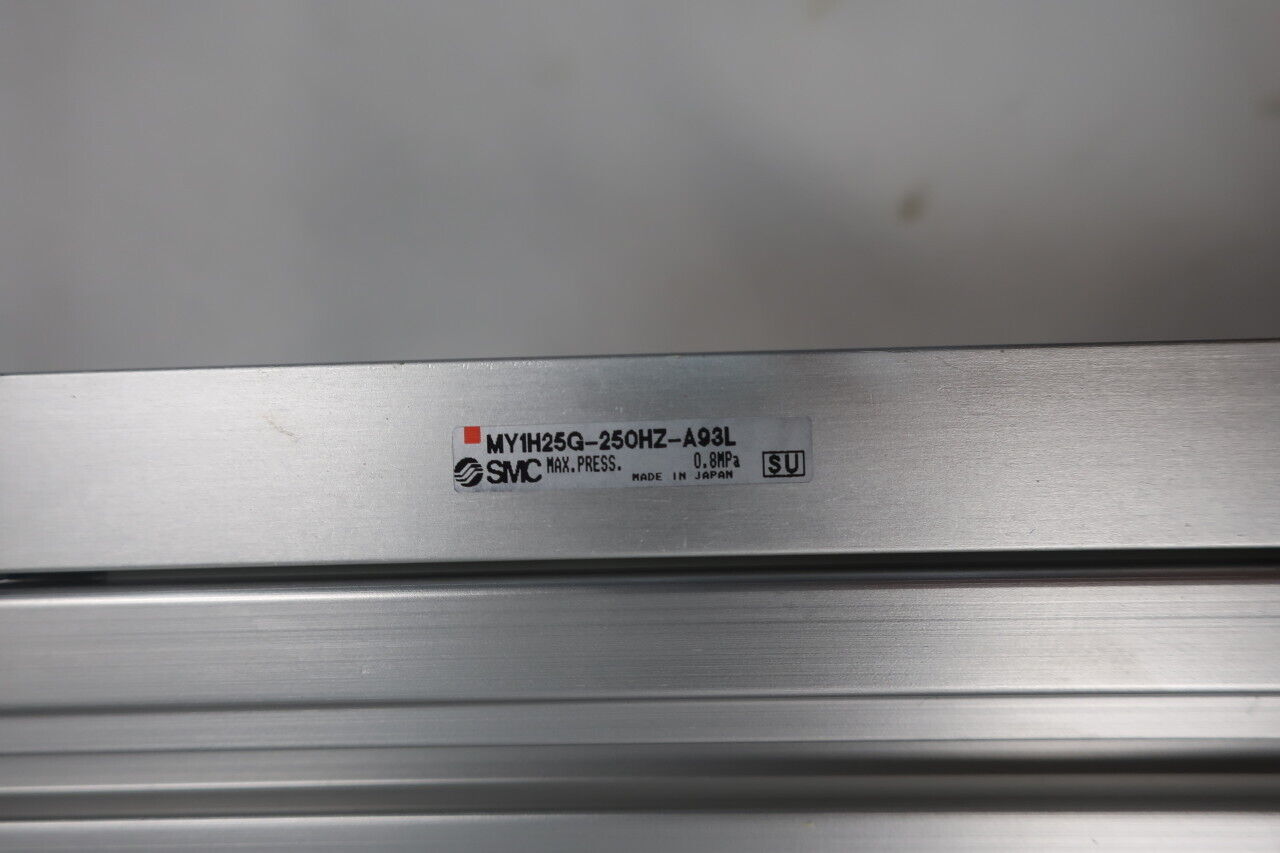 MY1H25G-250HZ-A93L
SMC MAX.PRESS. 0.8MPa SU
MADE IN JAPAN